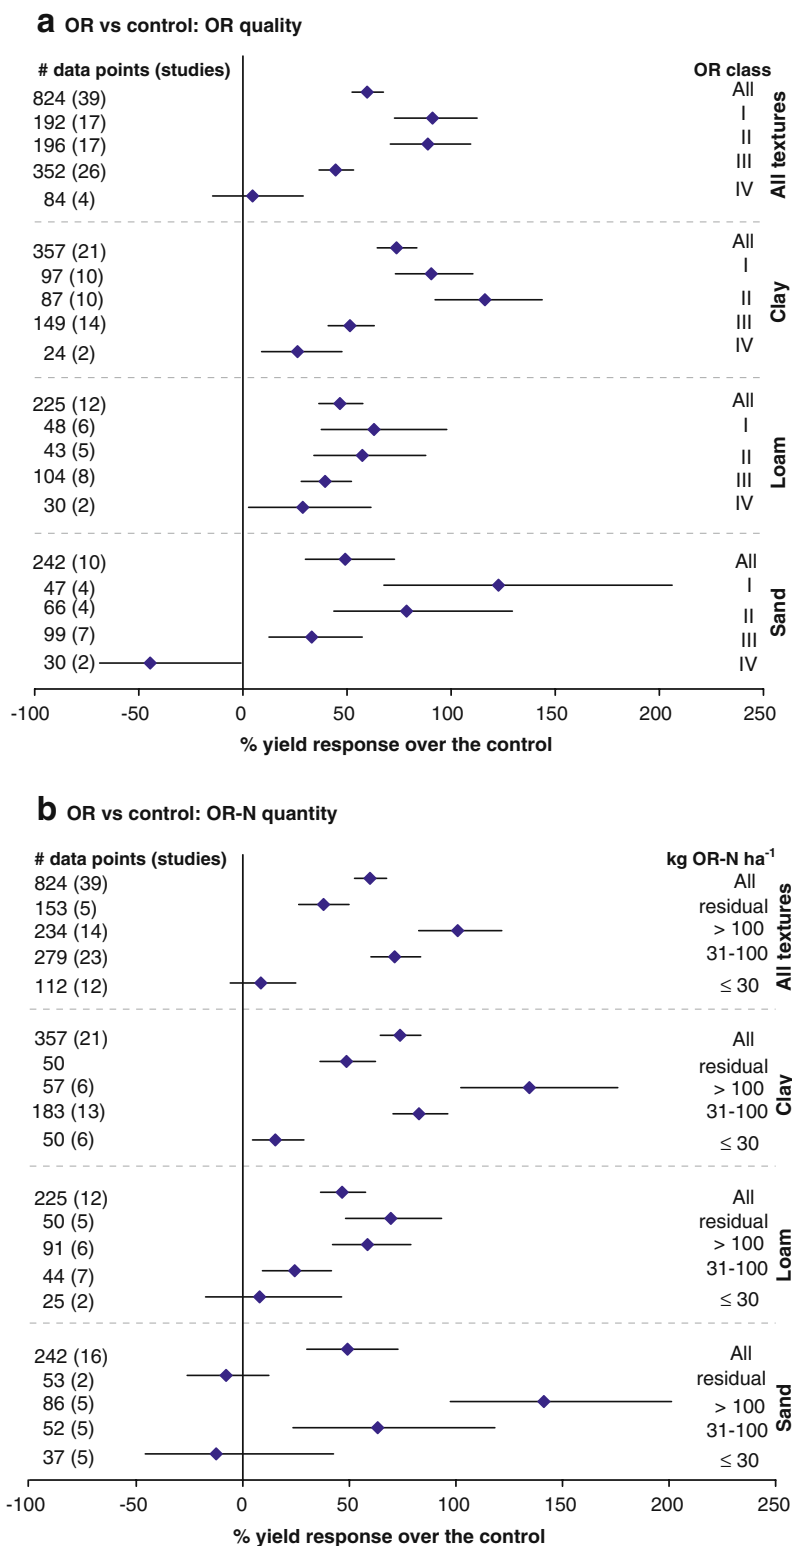 a OR vs control: OR quality
# data points (studies) OR class
824 (39) All
192 (17) I
196 (17) II
352 (26) III
84 (4) IV
All textures
357 (21) All
97 (10) I
87 (10) II
149 (14) III
24 (2) IV
Clay
225 (12) All
48 (6) I
43 (5) II
104 (8) III
30 (2) IV
Loam
242 (10) All
47 (4) I
66 (4) II
99 (7) III
30 (2) IV
Sand
-100 -50 0 50 100 150 200 250
% yield response over the control
b OR vs control: OR-N quantity
# data points (studies) kg OR-N ha⁻¹
824 (39) All
153 (5) residual
234 (14) > 100
279 (23) 31-100
112 (12) ≤ 30
All textures
357 (21) All
50 residual
57 (6) > 100
183 (13) 31-100
50 (6) ≤ 30
Clay
225 (12) All
50 (5) residual
91 (6) > 100
44 (7) 31-100
25 (2) ≤ 30
Loam
242 (16) All
53 (2) residual
86 (5) > 100
52 (5) 31-100
37 (5) ≤ 30
Sand
-100 -50 0 50 100 150 200 250
% yield response over the control